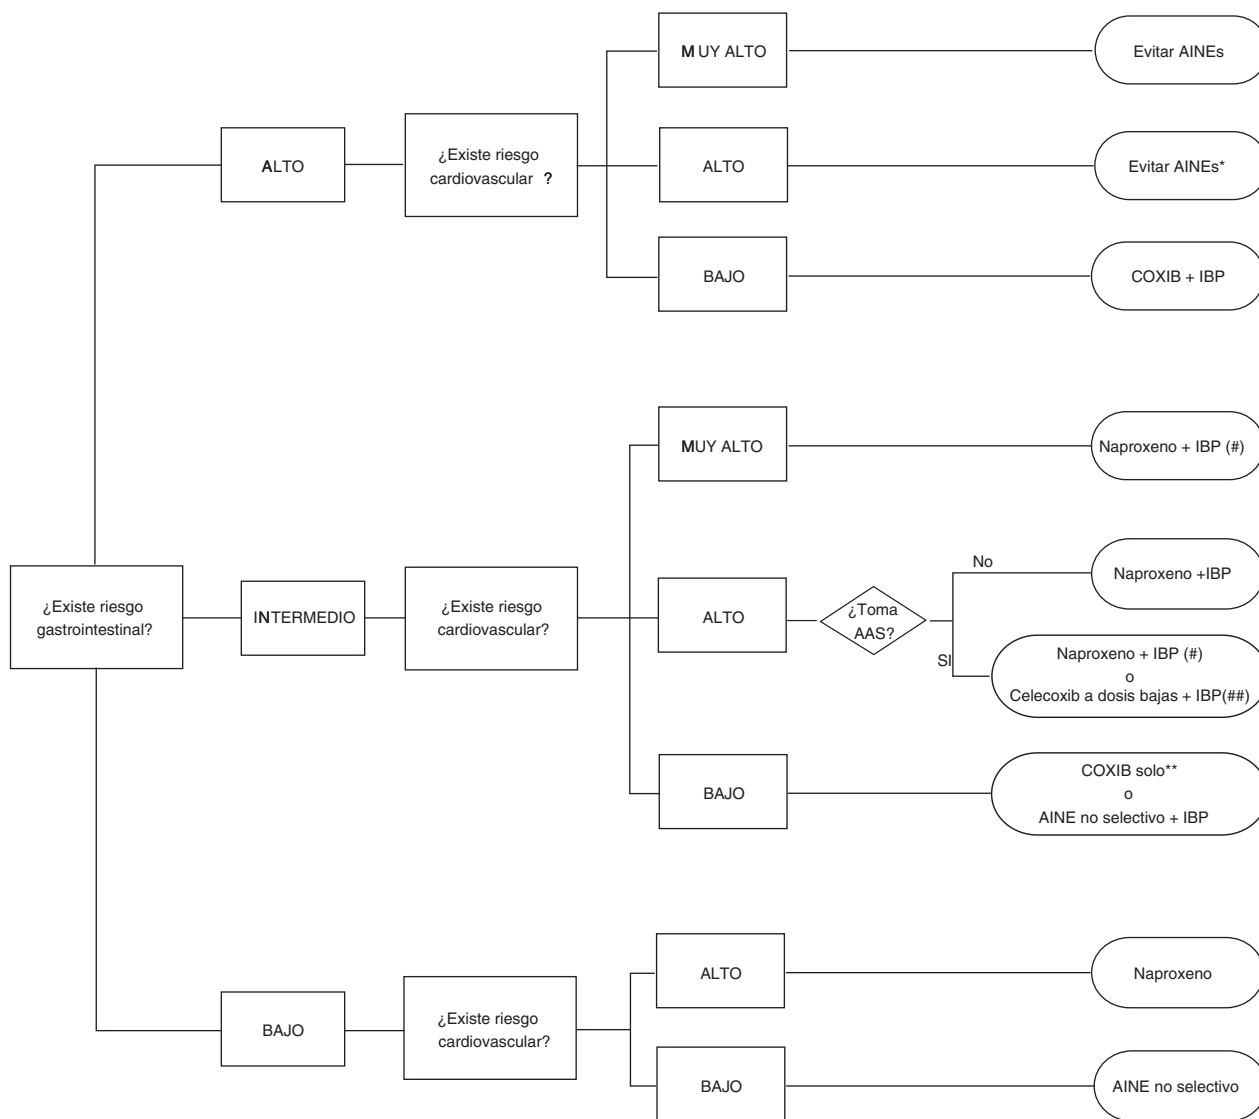 MUY ALTO
Evitar AINEs
ALTO
¿Existe riesgo
cardiovascular ?
ALTO
Evitar AINEs*
BAJO
COXIB + IBP
MUY ALTO
Naproxeno + IBP (#)
¿Existe riesgo
gastrointestinal?
INTERMEDIO
¿Existe riesgo
cardiovascular?
ALTO
¿Toma
AAS?
No
Naproxeno +IBP
SI
Naproxeno + IBP (#)
o
Celecoxib a dosis bajas + IBP(##)
BAJO
COXIB solo**
o
AINE no selectivo + IBP
BAJO
¿Existe riesgo
cardiovascular?
ALTO
Naproxeno
BAJO
AINE no selectivo